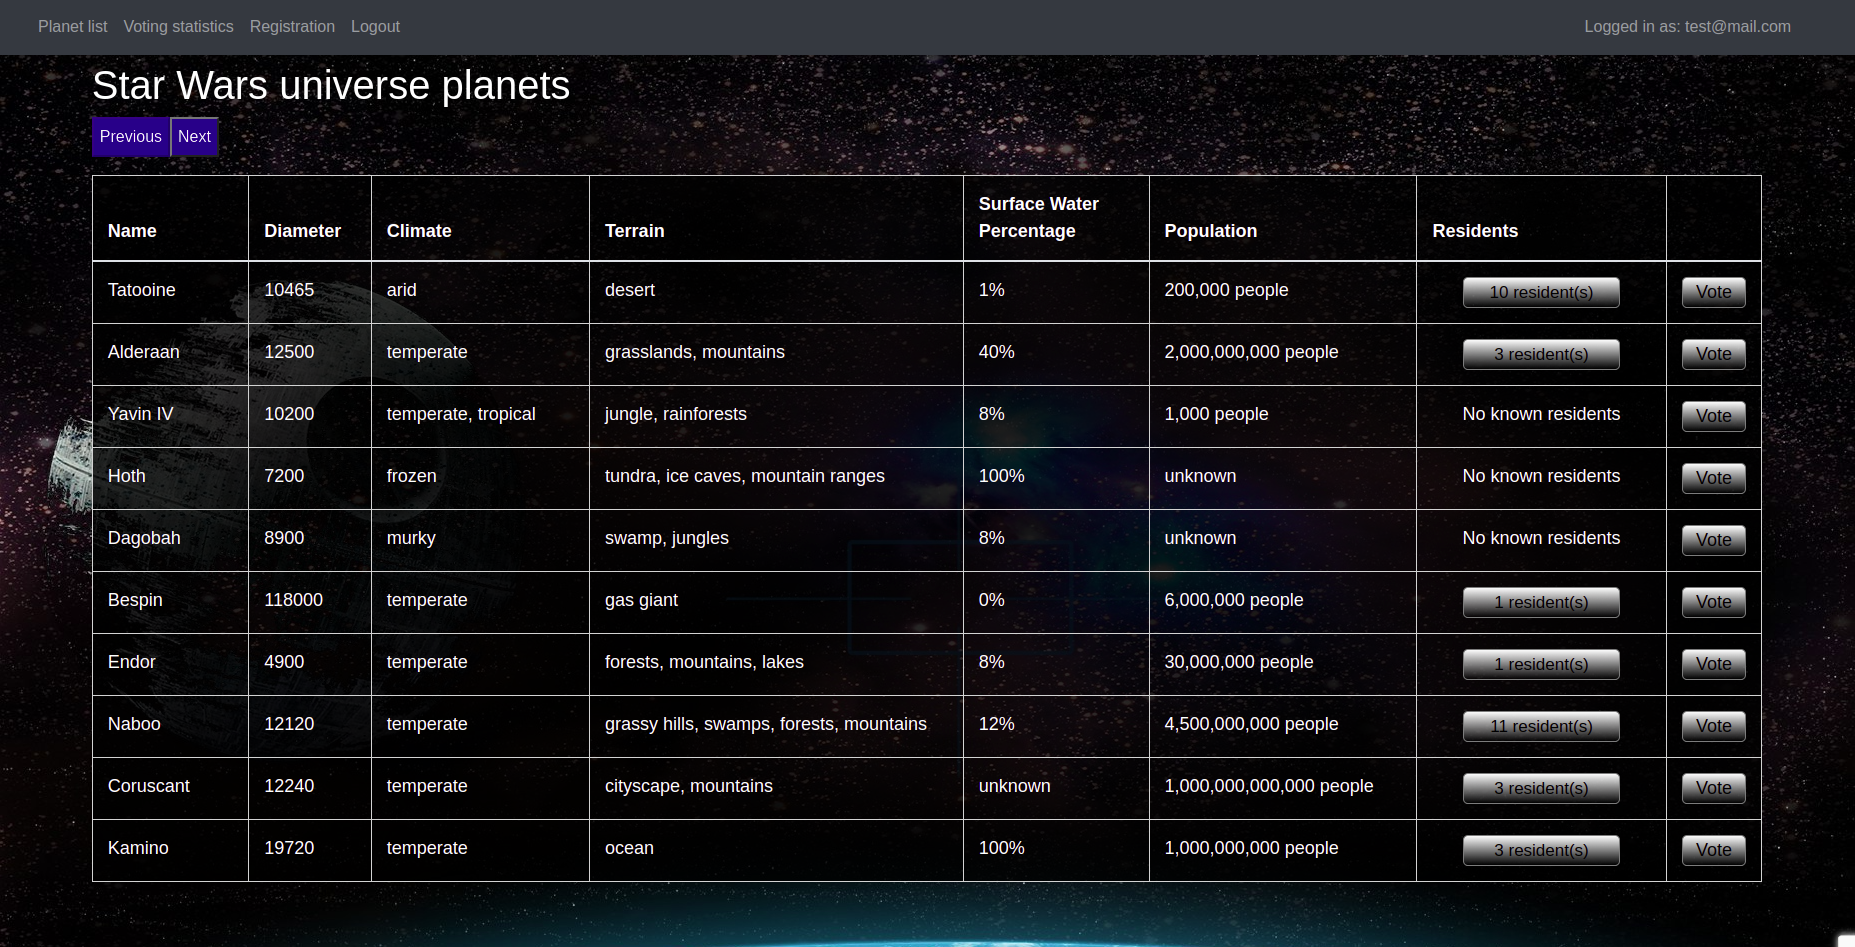 Planet list Voting statistics Registration Logout Logged in as: test@mail.com
Star Wars universe planets
Previous Next
Name Diameter Climate Terrain Surface Water Percentage Population Residents
Tatooine 10465 arid desert 1% 200,000 people 10 resident(s) Vote
Alderaan 12500 temperate grasslands, mountains 40% 2,000,000,000 people 3 resident(s) Vote
Yavin IV 10200 temperate, tropical jungle, rainforests 8% 1,000 people No known residents Vote
Hoth 7200 frozen tundra, ice caves, mountain ranges 100% unknown No known residents Vote
Dagobah 8900 murky swamp, jungles 8% unknown No known residents Vote
Bespin 118000 temperate gas giant 0% 6,000,000 people 1 resident(s) Vote
Endor 4900 temperate forests, mountains, lakes 8% 30,000,000 people 1 resident(s) Vote
Naboo 12120 temperate grassy hills, swamps, forests, mountains 12% 4,500,000,000 people 11 resident(s) Vote
Coruscant 12240 temperate cityscape, mountains unknown 1,000,000,000,000 people 3 resident(s) Vote
Kamino 19720 temperate ocean 100% 1,000,000,000 people 3 resident(s) Vote